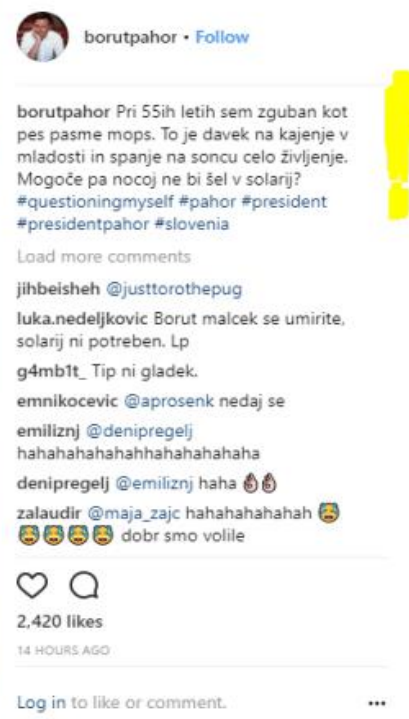 borutpahor • Follow
borutpahor Pri 55ih letih sem zguban kot
pes pasme mops. To je davek na kajenje v
mladosti in spanje na soncu celo življenje.
Mogoče pa nocoj ne bi šel v solarij?
#questioningmyself #pahor #president
#presidentpahor #slovenia
Load more comments
jihbeisheh @justtorothepug
luka.nedeljkovic Borut malcek se umirite,
solarij ni potreben. Lp
g4mb1t_ Tip ni gladek.
emnikocevic @aprosenk nedaj se
emiliznj @denipregelj
hahahahahahahhahahahahaha
denipregelj @emiliznj haha 👌👌
zalaudir @maja_zajc hahahahahahah 😩
😩😩😩😩 dobr smo volile
2,420 likes
14 HOURS AGO
Log in to like or comment.